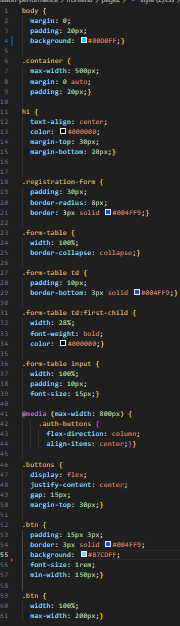 body {
margin: 0;
padding: 20px;
background: #80D0FF;}
.container {
max-width: 500px;
margin: 0 auto;
padding: 20px;}
h1 {
text-align: center;
color: #000000;
margin-top: 30px;
margin-bottom: 20px;}
.registration-form {
padding: 30px;
border-radius: 8px;
border: 3px solid #004FF9;}
.form-table {
width: 100%;
border-collapse: collapse;}
.form-table td {
padding: 10px;
border-bottom: 3px solid #004FF9;}
.form-table td:first-child {
width: 28%;
font-weight: bold;
color: #000000;}
.form-table input {
width: 100%;
padding: 10px;
font-size: 15px;}
@media (max-width: 800px) {
.auth-buttons {
flex-direction: column;
align-items: center;}}
.buttons {
display: flex;
justify-content: center;
gap: 15px;
margin-top: 30px;}
.btn {
padding: 15px 3px;
border: 3px solid #004FF9;
background: #87CDFF;
font-size: 1rem;
min-width: 150px;}
.btn {
width: 100%;
max-width: 200px;}